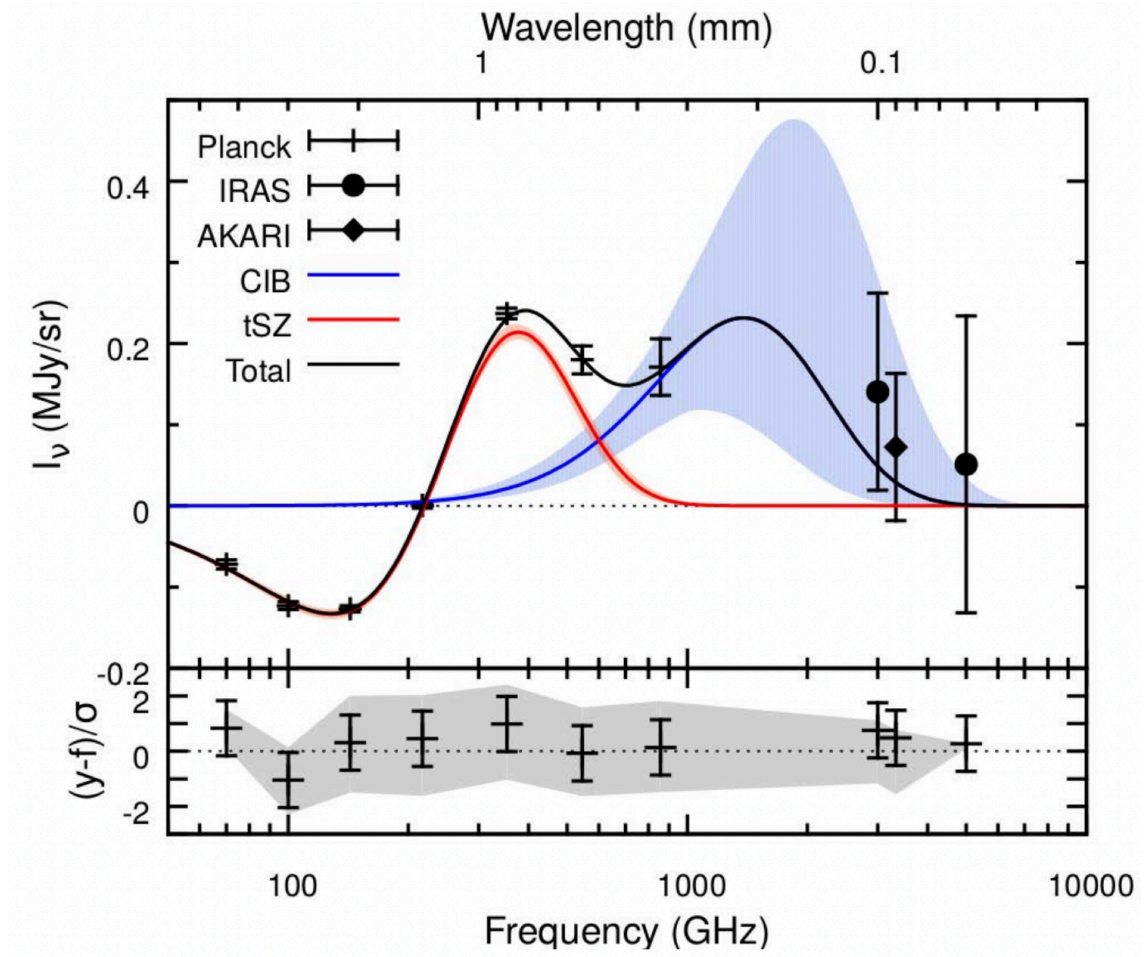 Wavelength (mm)
1 0.1
Planck
IRAS
AKARI
CIB
tSZ
Total
0.4
0.2
0
-0.2
Iν (MJy/sr)
2
0
-2
(y-f)/σ
100 1000 10000
Frequency (GHz)